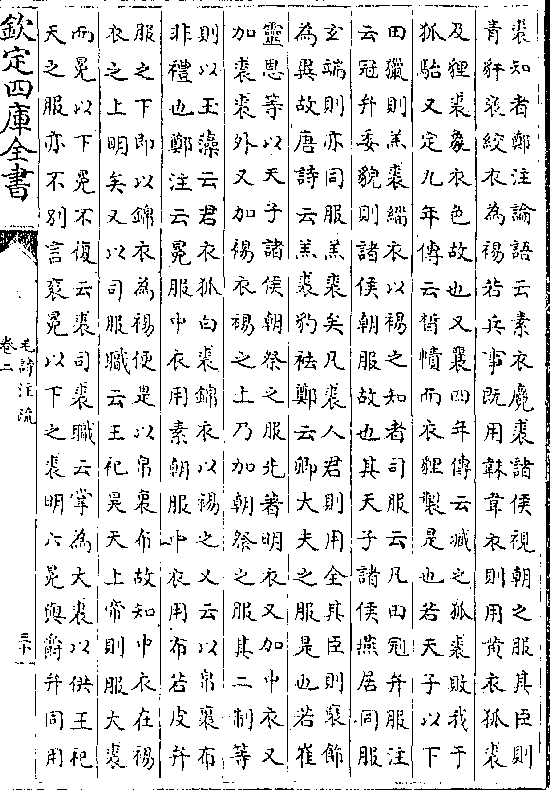 裘知者鄭注論語云素衣麑裘諸侯視朝之服其臣則
青豻褎絞衣為裼若兵事既用韎韋衣則用黄衣狐裘
及貍裘象衣色故也又襄四年傳云臧之狐裘敗我于
狐駘又定九年傳云晳幘而衣貍製是也若天子以下
田獵則羔裘緇衣以裼之知者司服云凡田冠弁服注
云冠弁委貌則諸侯朝服故也其天子諸侯燕居同服
玄端則亦同服羔裘矣凡裘人君則用全其臣則褎飾
為異故唐詩云羔裘豹袪鄭云卿大夫之服是也若崔
靈恩等以天子諸侯朝祭之服先著明衣又加中衣又
加裘裘外又加裼衣裼之上乃加朝祭之服其二制等
則以玉藻云君衣狐白裘錦衣以裼之又云以帛裏布
非禮也鄭注云冕服中衣用素朝服中衣用布若皮弁
服之下即以錦衣為裼便是以帛裏布故知中衣在裼
衣之上明矣又以司服職云王祀昊天上帝則服大裘
而冕以下冕不復云裘司裘職云掌為大裘以供王祀
天之服亦不别言衮冕以下之裘明六冕與爵弁同用
欽定四庫全書
毛詩注疏
卷二